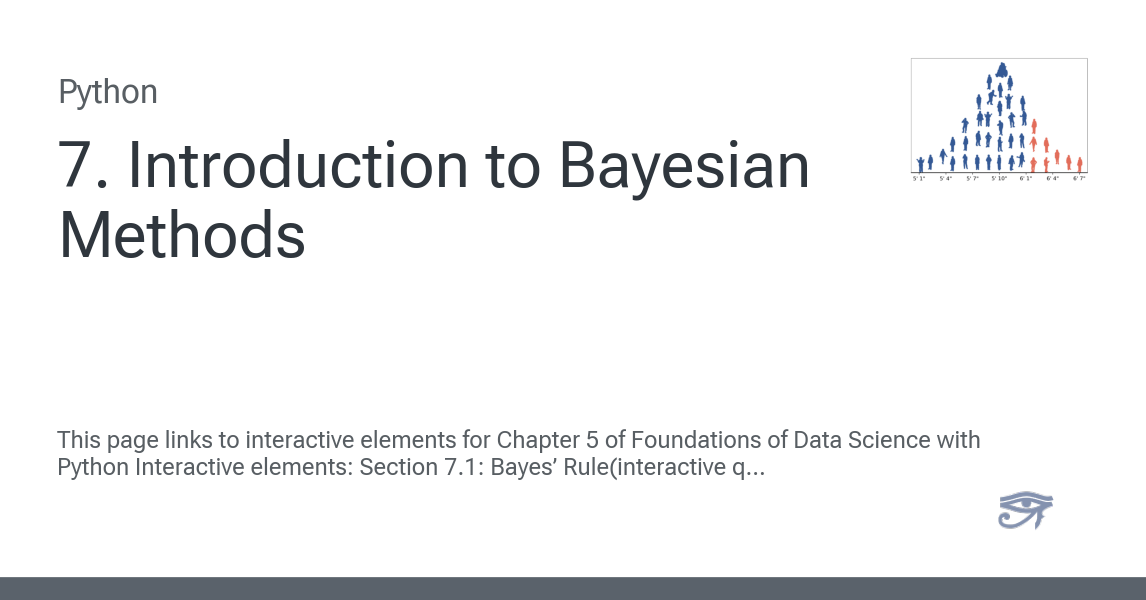 Python
7. Introduction to Bayesian
Methods
5' 1" 5' 4" 5' 7" 5' 10" 6' 1" 6' 4" 6' 7"
This page links to interactive elements for Chapter 5 of Foundations of Data Science with
Python Interactive elements: Section 7.1: Bayes’ Rule(interactive q...